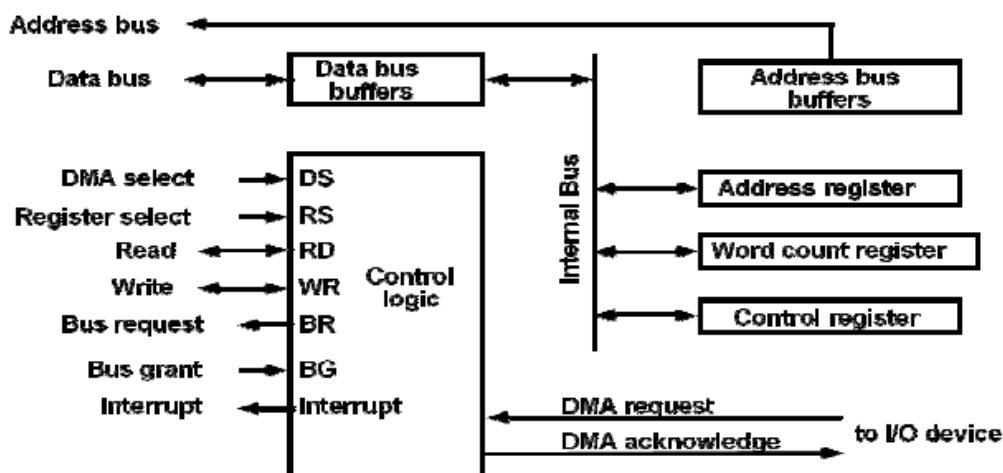 Address bus
Data bus
Data bus
buffers
Address bus
buffers
DMA select
DS
Register select
RS
Read
RD
Write
WR
Bus request
BR
Bus grant
BG
Interrupt
Interrupt
Control
logic
Internal Bus
Address register
Word count register
Control register
DMA request
DMA acknowledge
to I/O device